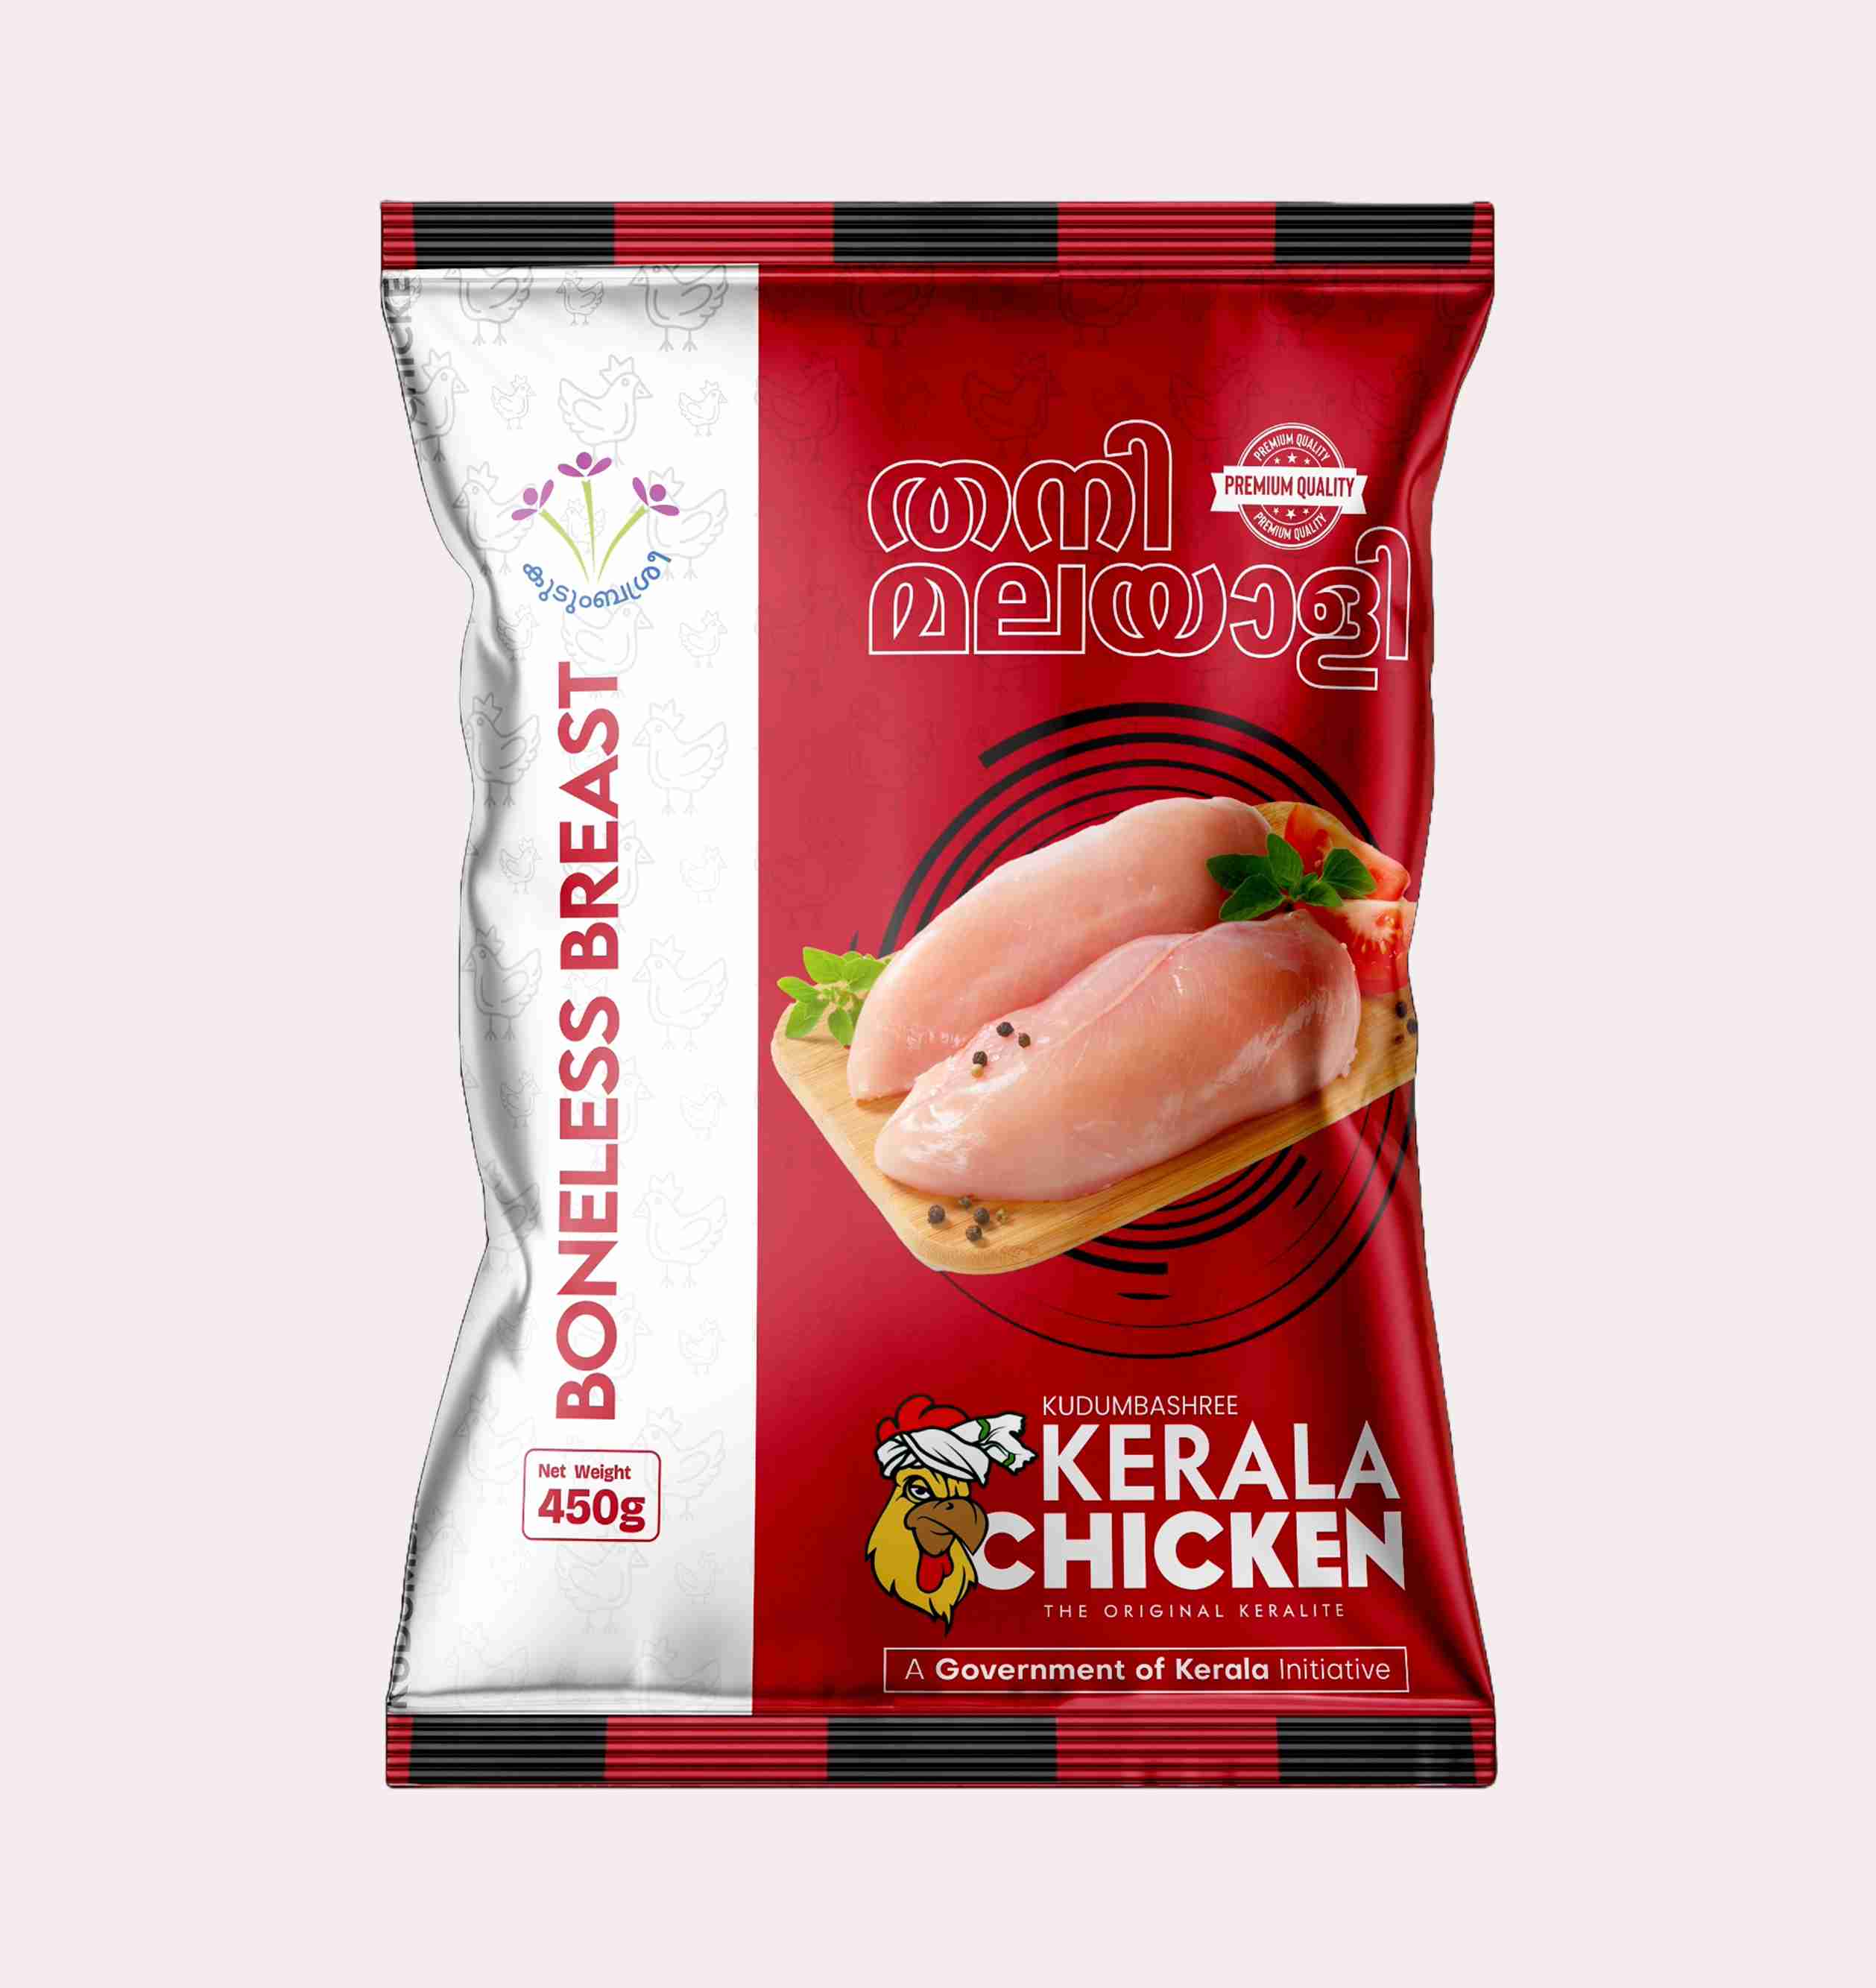 കുടുംബശ്രീ
BONELESS BREAST
Net Weight
450g
തനി
മലയാളി
PREMIUM QUALITY
PREMIUM QUALITY
PREMIUM QUALITY
KUDUMBASHREE
KERALA
CHICKEN
THE ORIGINAL KERALITE
A Government of Kerala Initiative